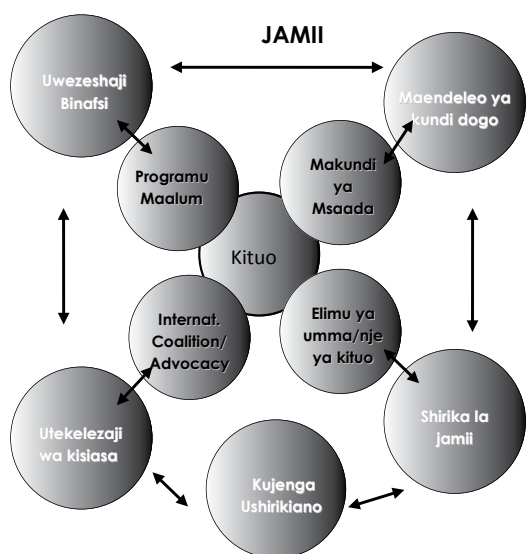 JAMII
Uwezeshaji
Binafsi
Maendeleo ya
kundi dogo
Programu
Maalum
Makundi
ya
Msaada
Kituo
Internat.
Coalition/
Advocacy
Elimu ya
umma/nje
ya kituo
Utekelezaji
wa kisiasa
Shirika la
jamii
Kujenga
Ushirikiano